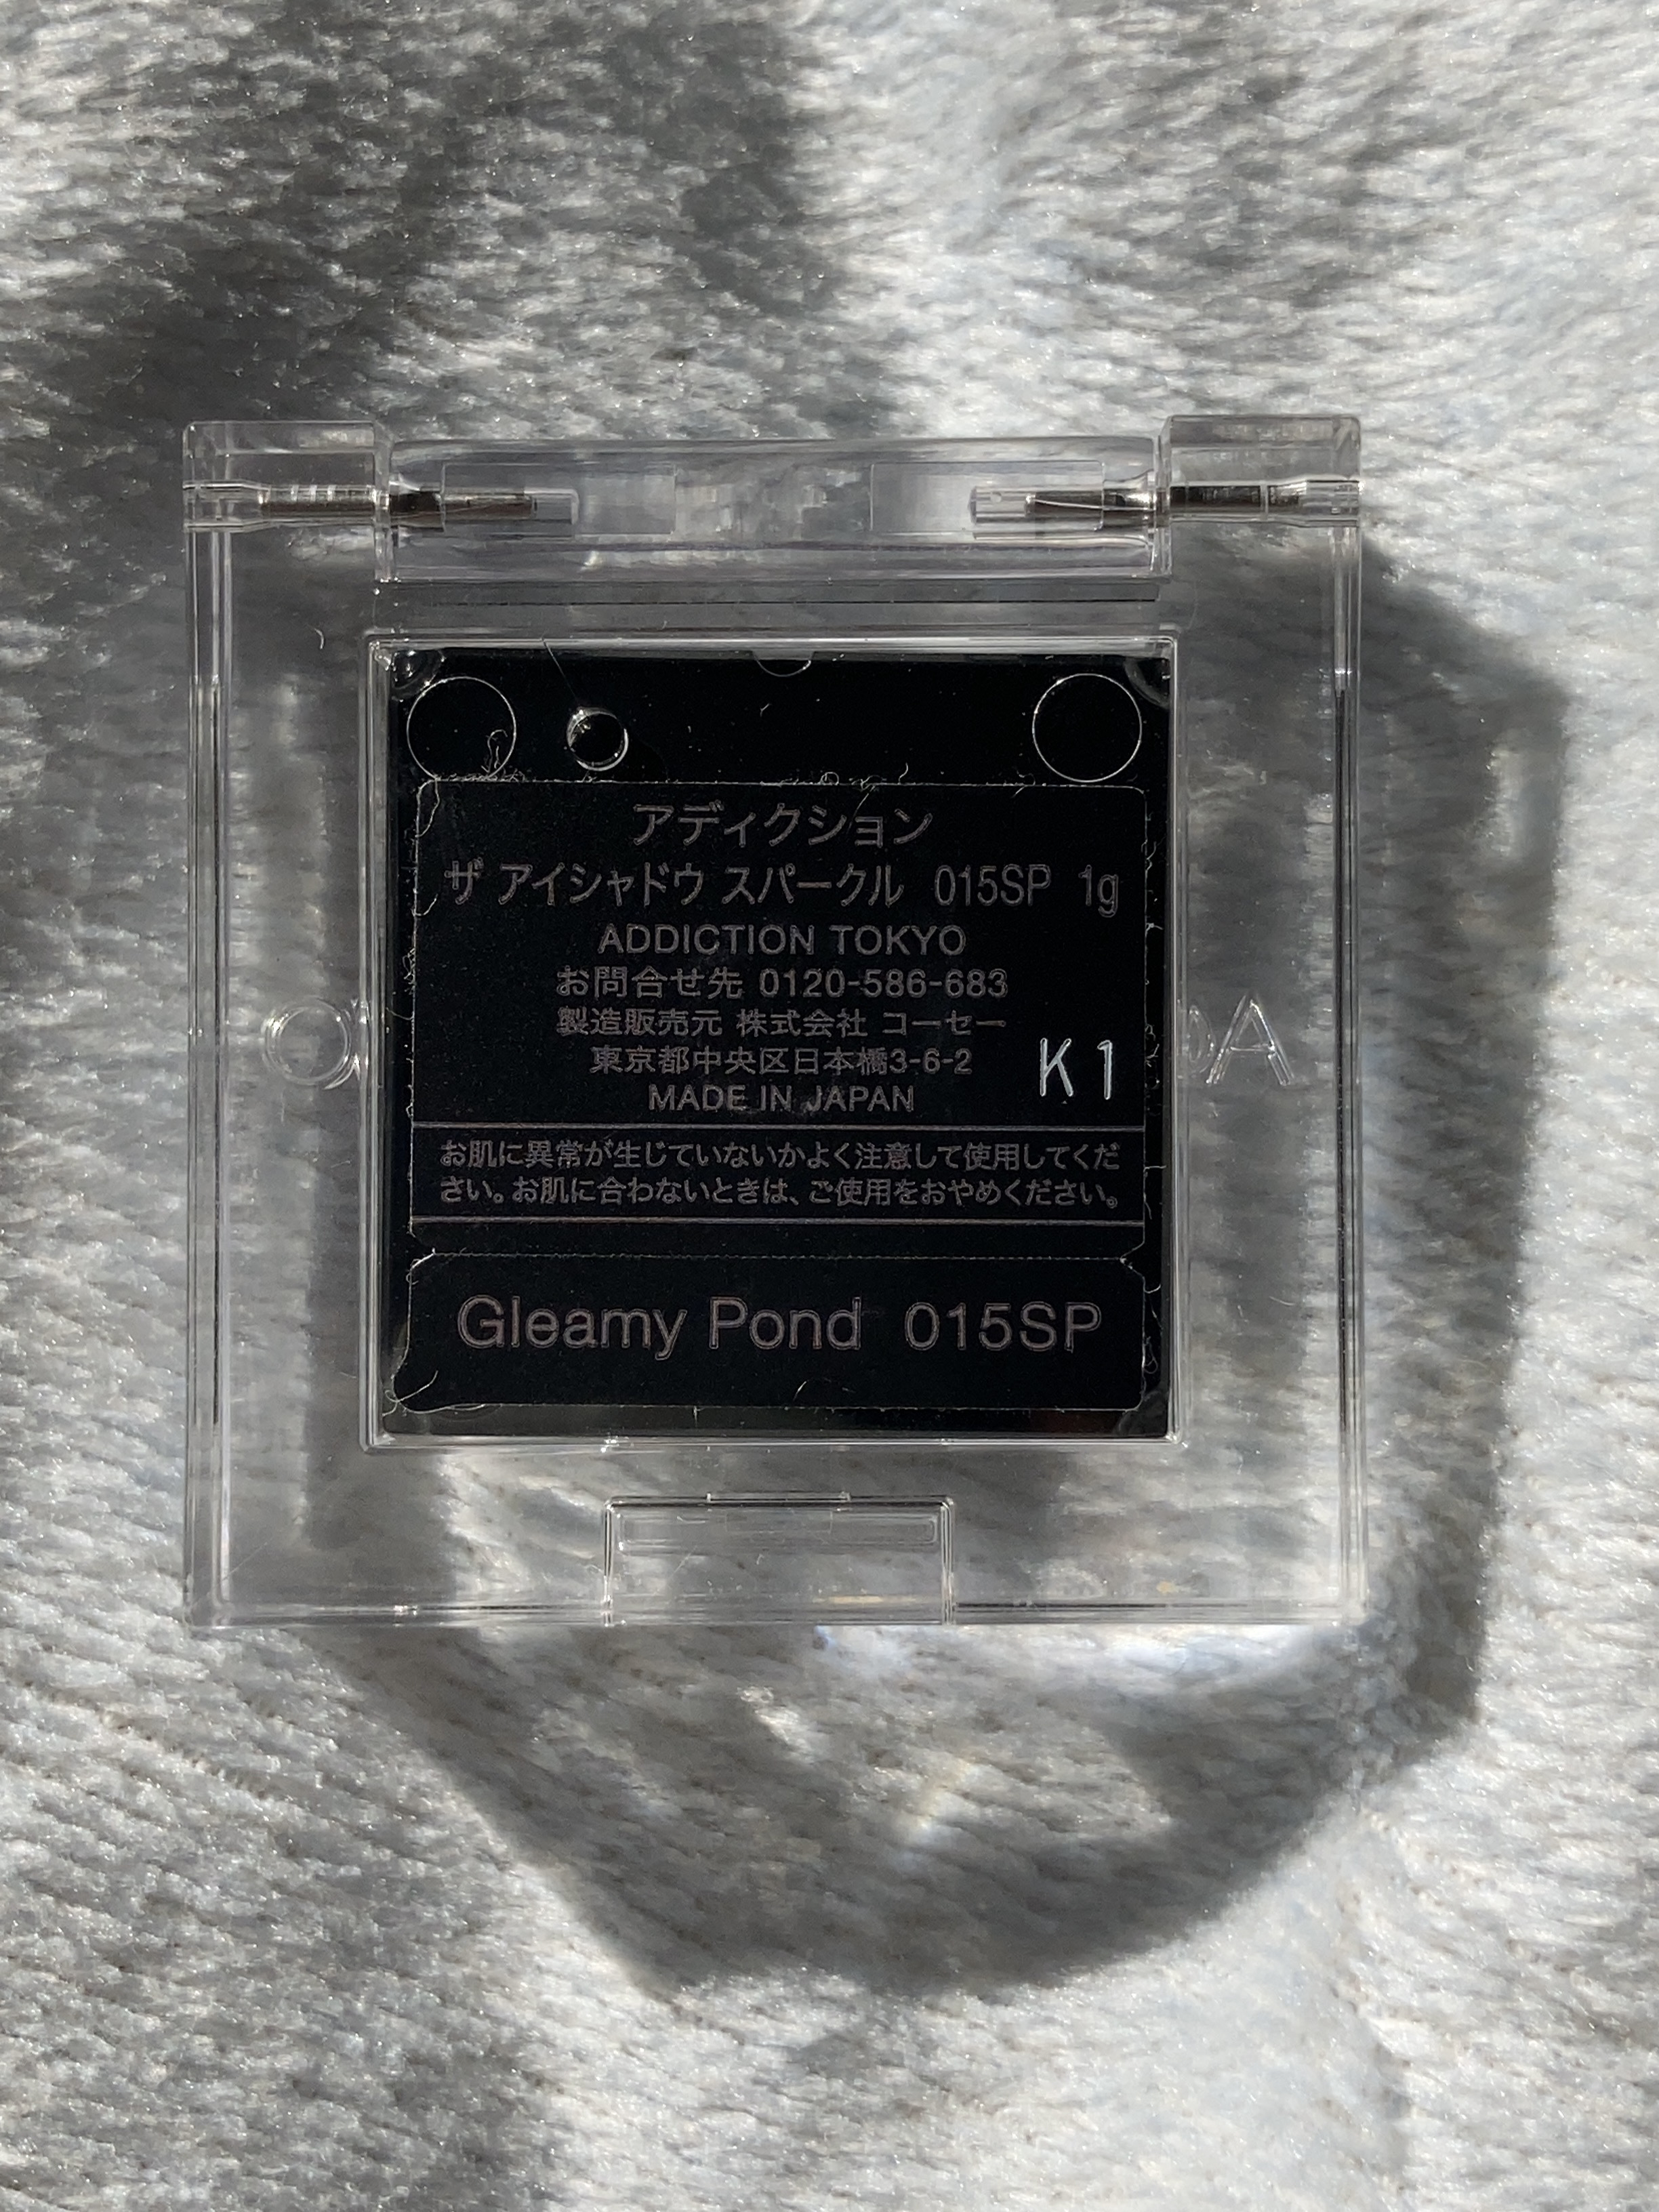 アディクション
ザ アイシャドウ スパークル 015SP 1g
ADDICTION TOKYO
お問合せ先 0120-586-683
製造販売元 株式会社 コーセー
東京都中央区日本橋3-6-2
MADE IN JAPAN
K1
お肌に異常が生じていないかよく注意して使用してくだ
さい。お肌に合わないときは、ご使用をおやめください。
Gleamy Pond 015SP